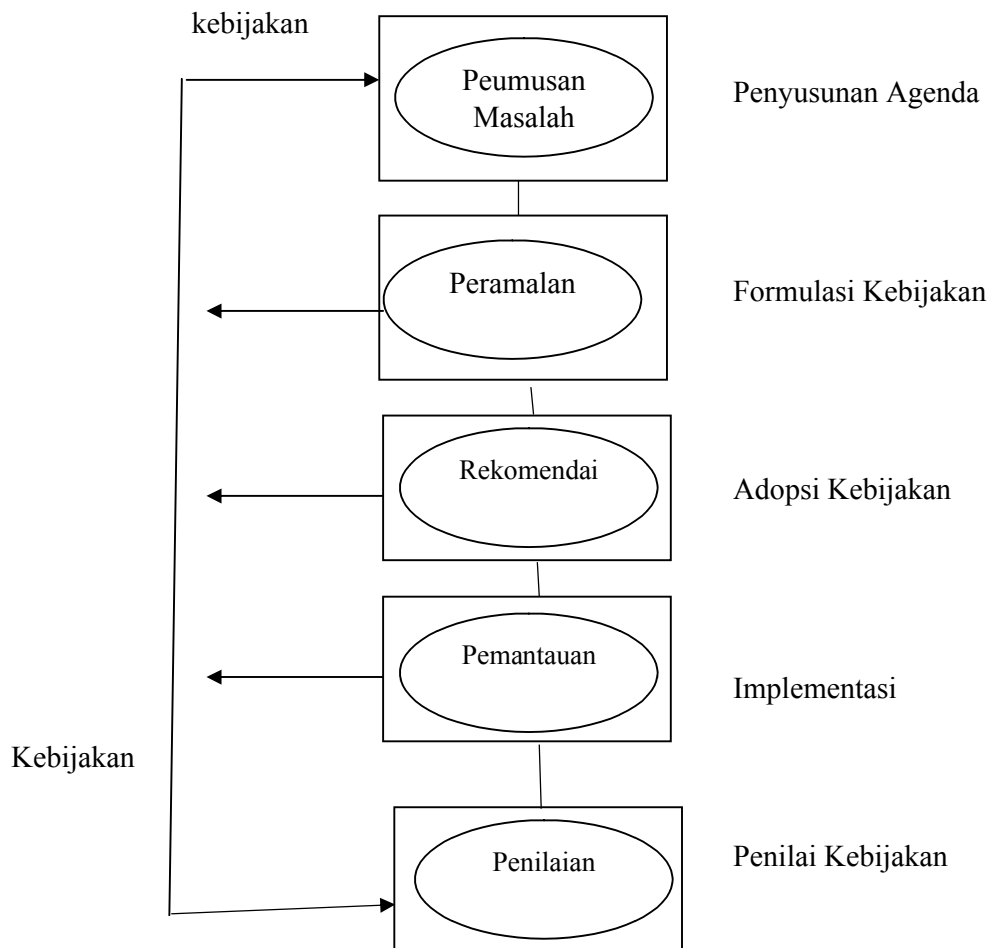 kebijakan
Peumusan
Masalah
Penyusunan Agenda
Peramalan
Formulasi Kebijakan
Rekomendai
Adopsi Kebijakan
Pemantauan
Implementasi
Kebijakan
Penilaian
Penilai Kebijakan